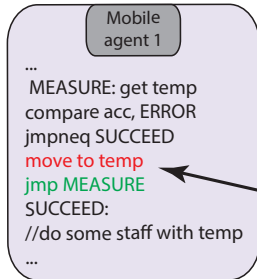 Mobile
agent 1
...
MEASURE: get temp
compare acc, ERROR
jmpneq SUCCEED
move to temp
jmp MEASURE
SUCCEED:
//do some staff with temp
...